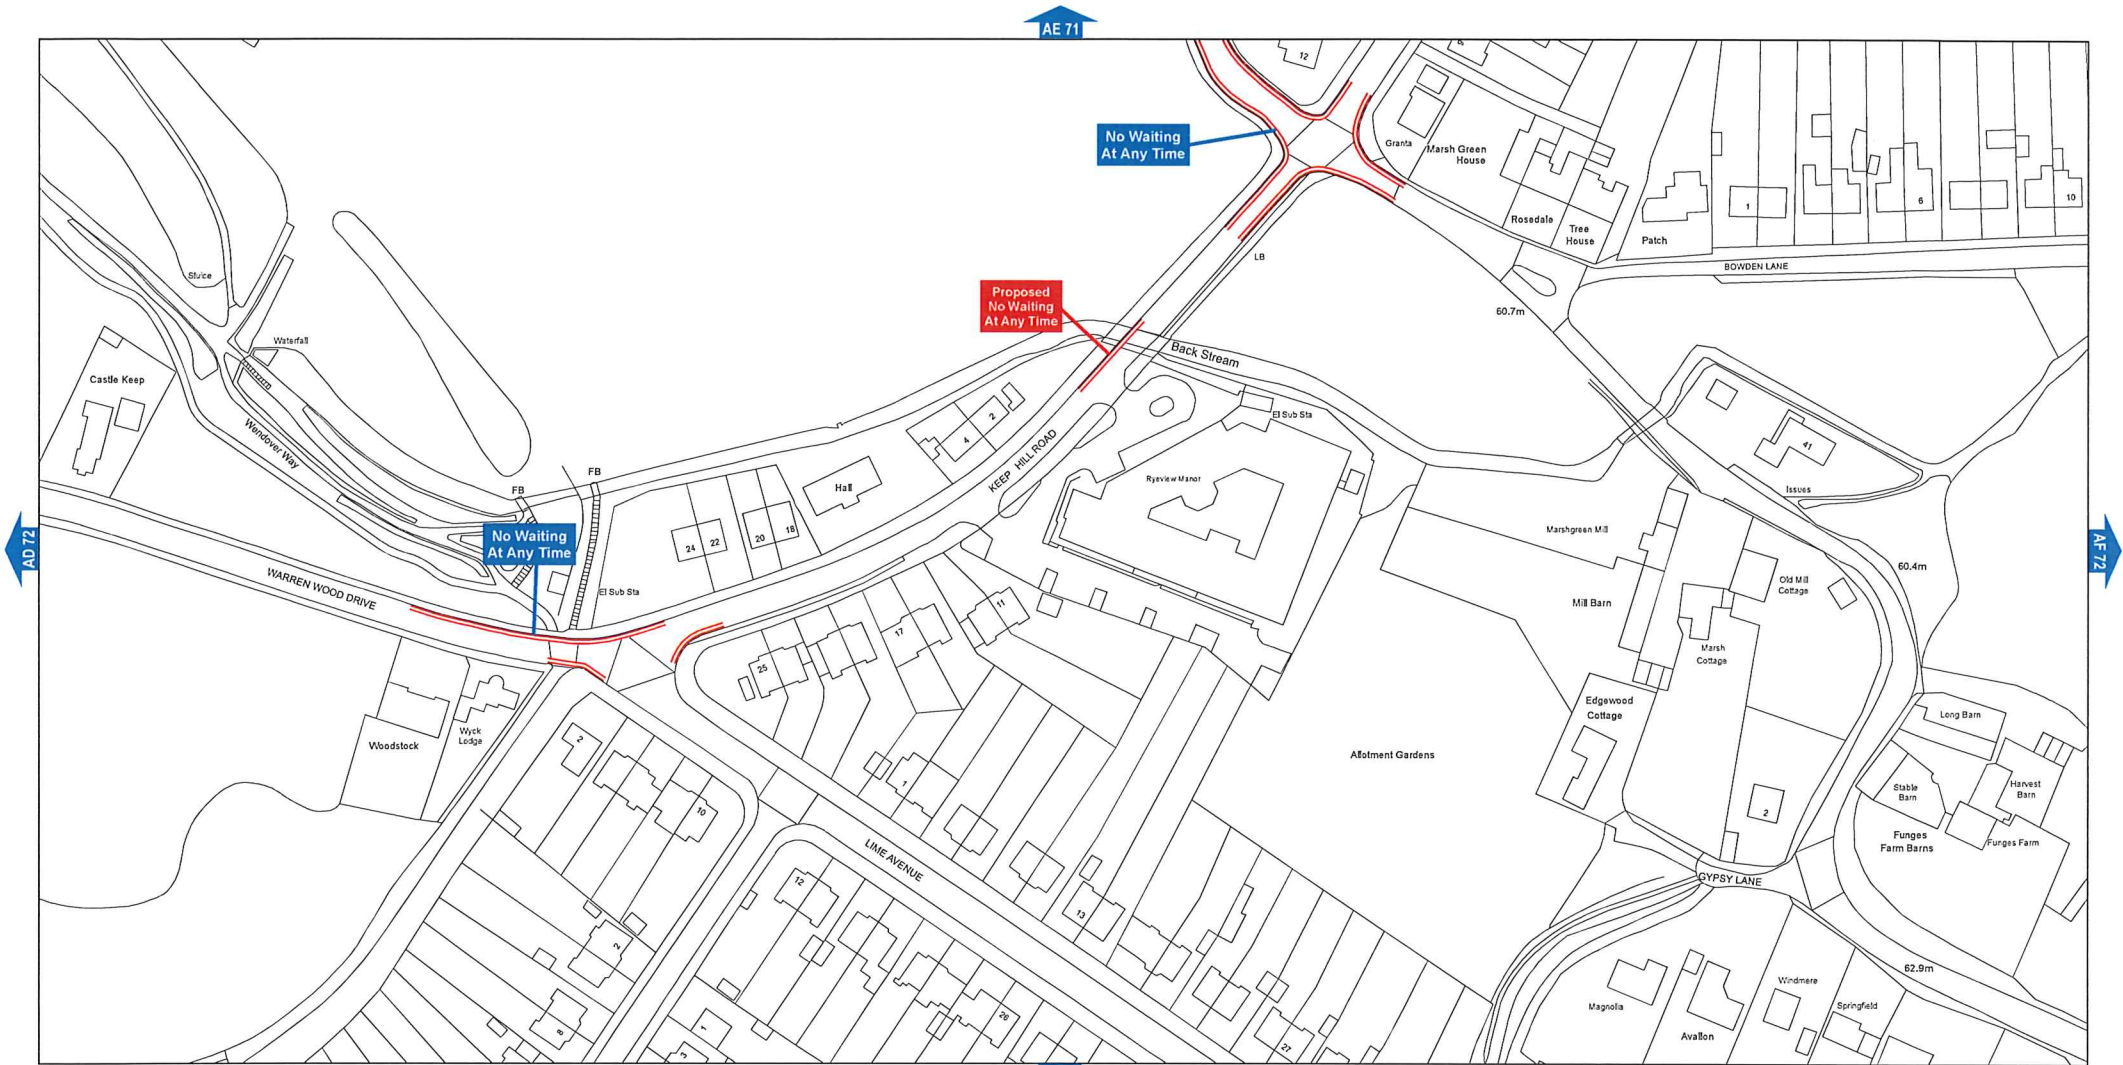 AE 71
12
No Waiting
At Any Time
Granta
Marsh Green
House
Rosedale
Tree
House
Patch
1
6
10
BOWDEN LANE
LB
Sluice
60.7m
Proposed
No Waiting
At Any Time
Waterfall
Back Stream
Castle Keep
2
4
El Sub Sta
Wendover Way
41
KEEP HILL ROAD
FB
FB
Hall
Ryeview Manor
Issues
Marshgreen Mill
No Waiting
At Any Time
24
22
20
18
AD 72
AF 72
60.4m
WARREN WOOD DRIVE
El Sub Sta
Old Mill
Cottage
Mill Barn
11
17
25
Marsh
Cottage
Edgewood
Cottage
Long Barn
Woodstock
Wyck
Lodge
2
Allotment Gardens
1
10
Stable
Barn
Harvest
Barn
2
Funges
Farm Barns
Funges Farm
LIME AVENUE
GYPSY LANE
12
13
2
62.9m
Windmere
Magnolia
Springfield
Avalon
8
1
26
3
27